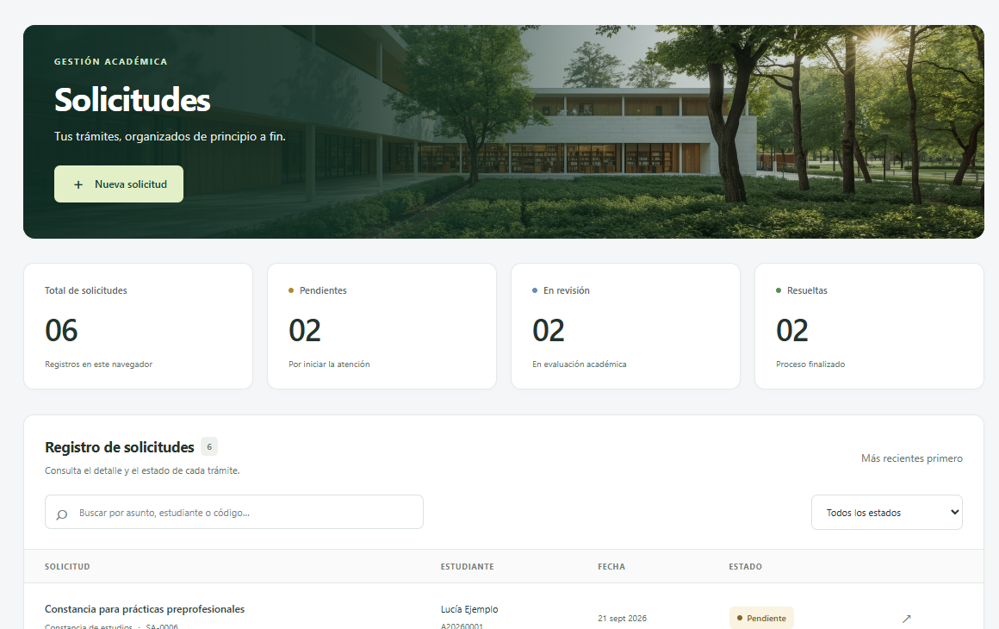 GESTIÓN ACADÉMICA
Solicitudes
Tus trámites, organizados de principio a fin.
+ Nueva solicitud
Total de solicitudes
06
Registros en este navegador
Pendientes
02
Por iniciar la atención
En revisión
02
En evaluación académica
Resueltas
02
Proceso finalizado
Registro de solicitudes 6
Consulta el detalle y el estado de cada trámite.
Más recientes primero
Buscar por asunto, estudiante o código...
Todos los estados
SOLICITUD ESTUDIANTE FECHA ESTADO
Constancia para prácticas preprofesionales
Constancia de estudios · SA-0006
Lucía Ejemplo
A20260001
21 sept 2026
Pendiente